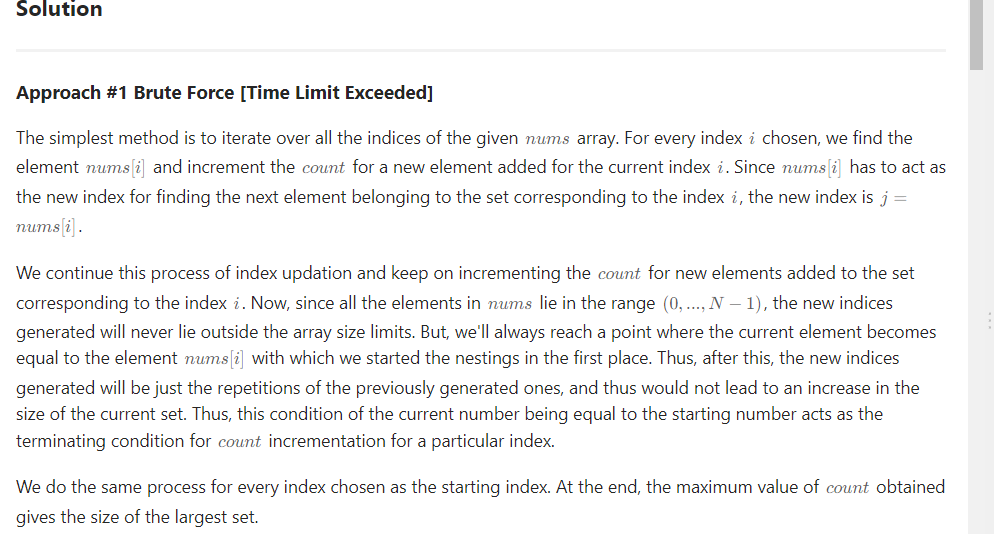 Solution
Approach #1 Brute Force [Time Limit Exceeded]
The simplest method is to iterate over all the indices of the given nums array. For every index i chosen, we find the
element nums[i] and increment the count for a new element added for the current index i. Since nums[i] has to act as
the new index for finding the next element belonging to the set corresponding to the index i, the new index is j =
nums[i].
We continue this process of index updation and keep on incrementing the count for new elements added to the set
corresponding to the index i. Now, since all the elements in nums lie in the range (0, ..., N − 1), the new indices
generated will never lie outside the array size limits. But, we'll always reach a point where the current element becomes
equal to the element nums[i] with which we started the nestings in the first place. Thus, after this, the new indices
generated will be just the repetitions of the previously generated ones, and thus would not lead to an increase in the
size of the current set. Thus, this condition of the current number being equal to the starting number acts as the
terminating condition for count incrementation for a particular index.
We do the same process for every index chosen as the starting index. At the end, the maximum value of count obtained
gives the size of the largest set.